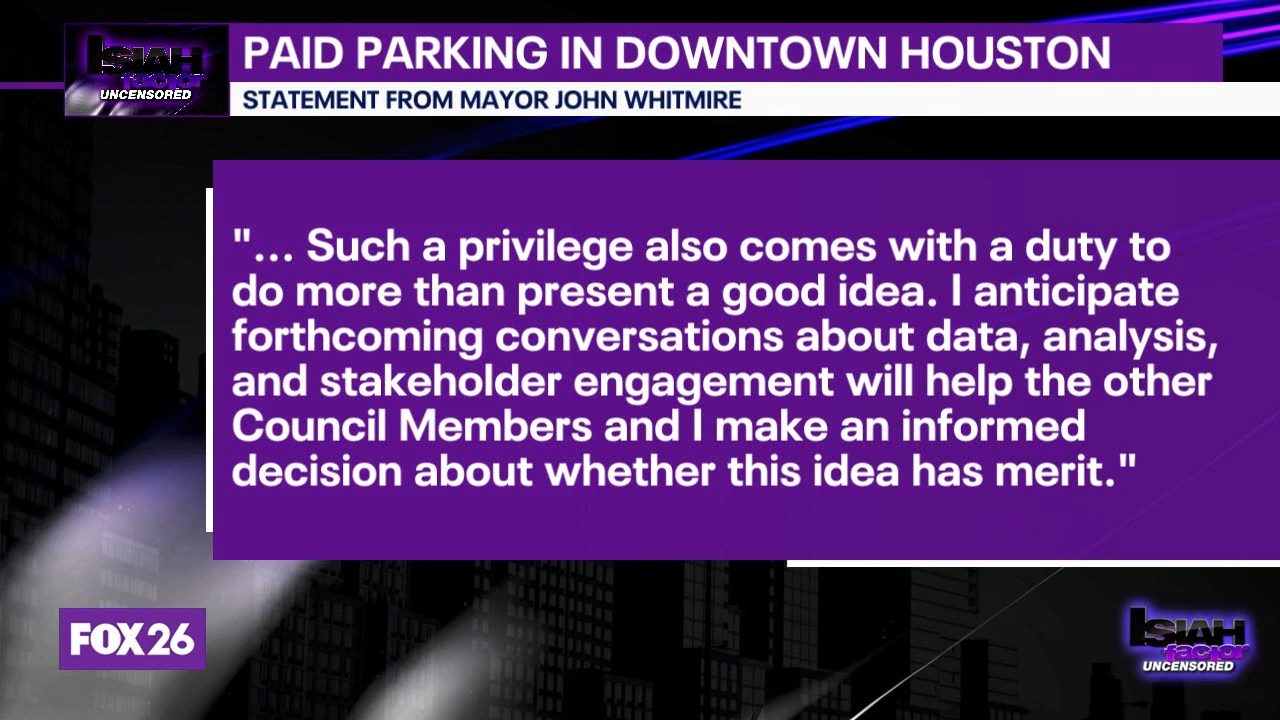 ISIAH
factor
UNCENSORED
PAID PARKING IN DOWNTOWN HOUSTON
STATEMENT FROM MAYOR JOHN WHITMIRE
"... Such a privilege also comes with a duty to
do more than present a good idea. I anticipate
forthcoming conversations about data, analysis,
and stakeholder engagement will help the other
Council Members and I make an informed
decision about whether this idea has merit."
FOX 26
ISIAH
factor
UNCENSORED